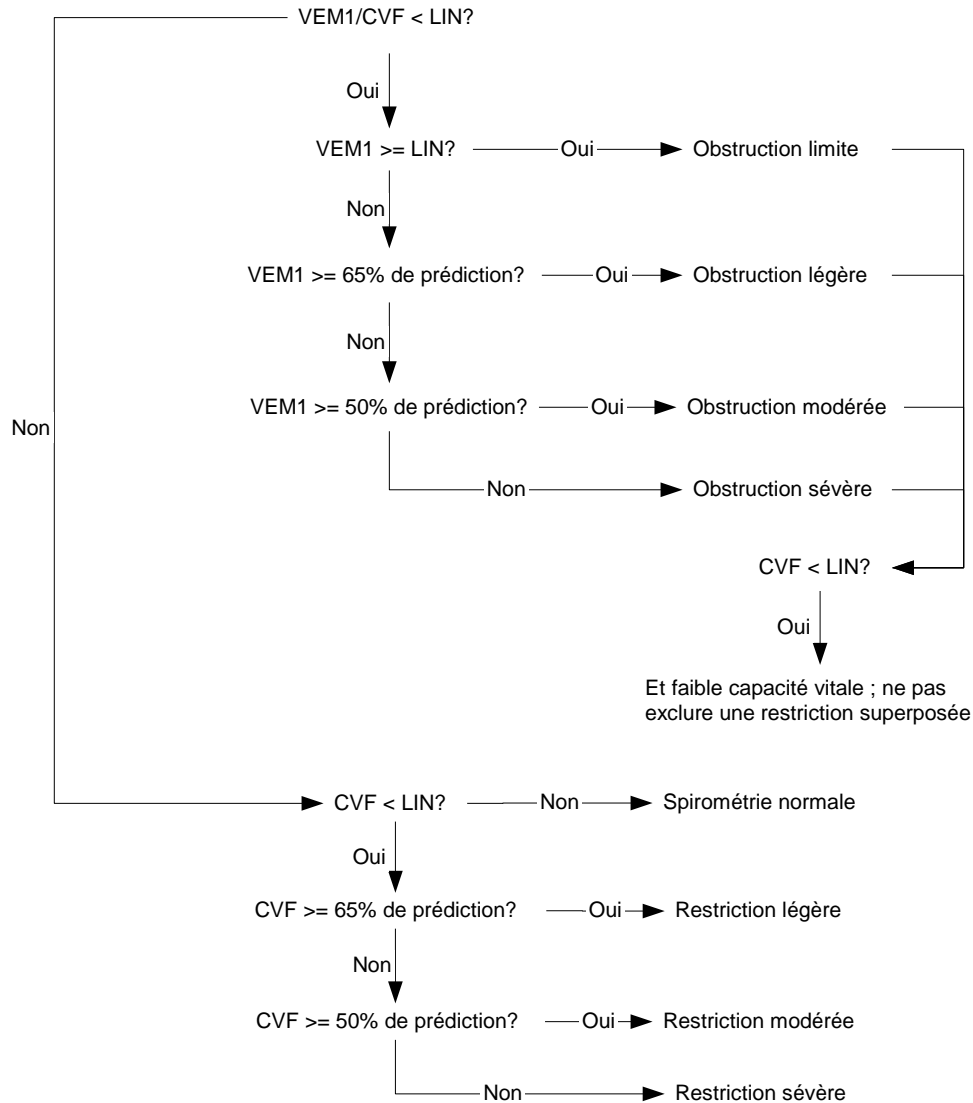 VEM1/CVF < LIN?
Oui
VEM1 >= LIN?
Oui
Obstruction limite
Non
VEM1 >= 65% de prédiction?
Oui
Obstruction légère
Non
VEM1 >= 50% de prédiction?
Oui
Obstruction modérée
Non
Non
Obstruction sévère
CVF < LIN?
Oui
Et faible capacité vitale ; ne pas
exclure une restriction superposée
CVF < LIN?
Non
Spirométrie normale
Oui
CVF >= 65% de prédiction?
Oui
Restriction légère
Non
CVF >= 50% de prédiction?
Oui
Restriction modérée
Non
Restriction sévère